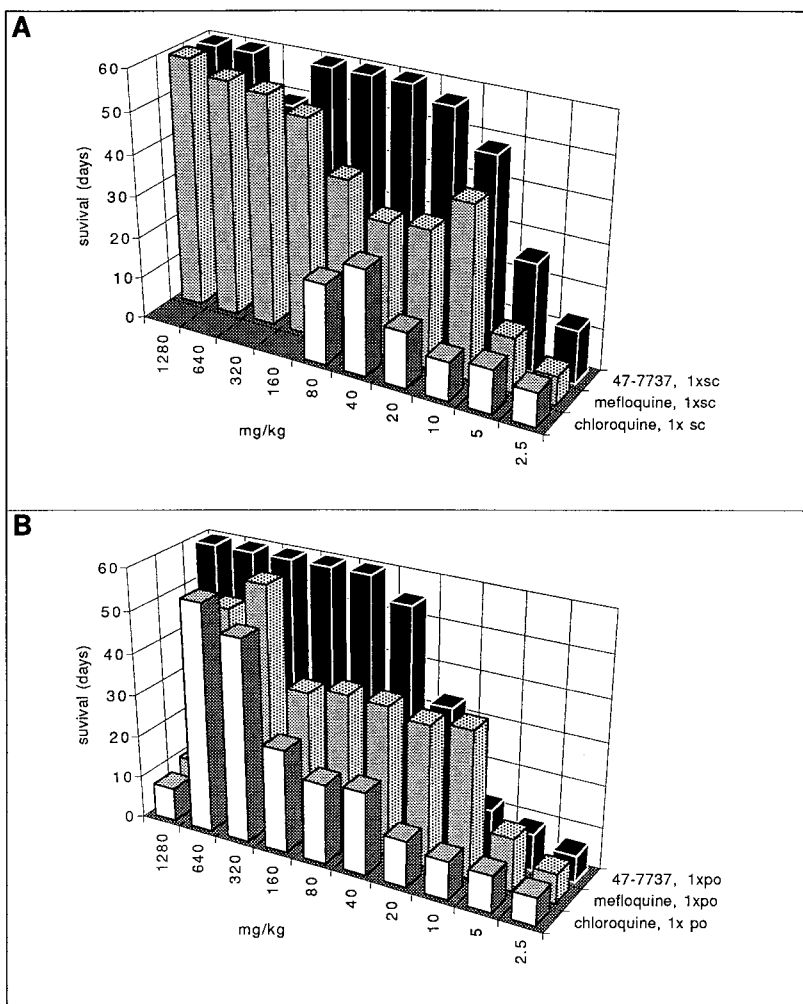 A
60
50
40
30
20
10
0
suvival (days)
1280
640
320
160
80
40
20
10
5
2.5
mg/kg
47-7737, 1xsc
mefloquine, 1xsc
chloroquine, 1x sc
B
60
50
40
30
20
10
0
suvival (days)
1280
640
320
160
80
40
20
10
5
2.5
mg/kg
47-7737, 1xpo
mefloquine, 1xpo
chloroquine, 1x po